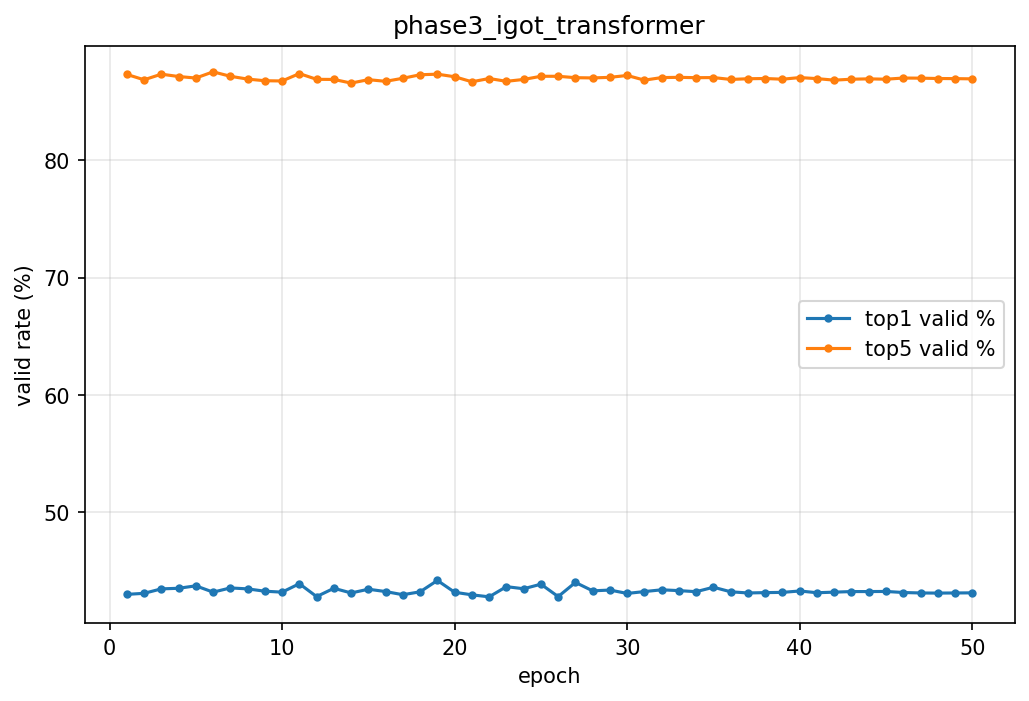 phase3_igot_transformer
80
70
60
50
valid rate (%)
top1 valid %
top5 valid %
0 10 20 30 40 50
epoch